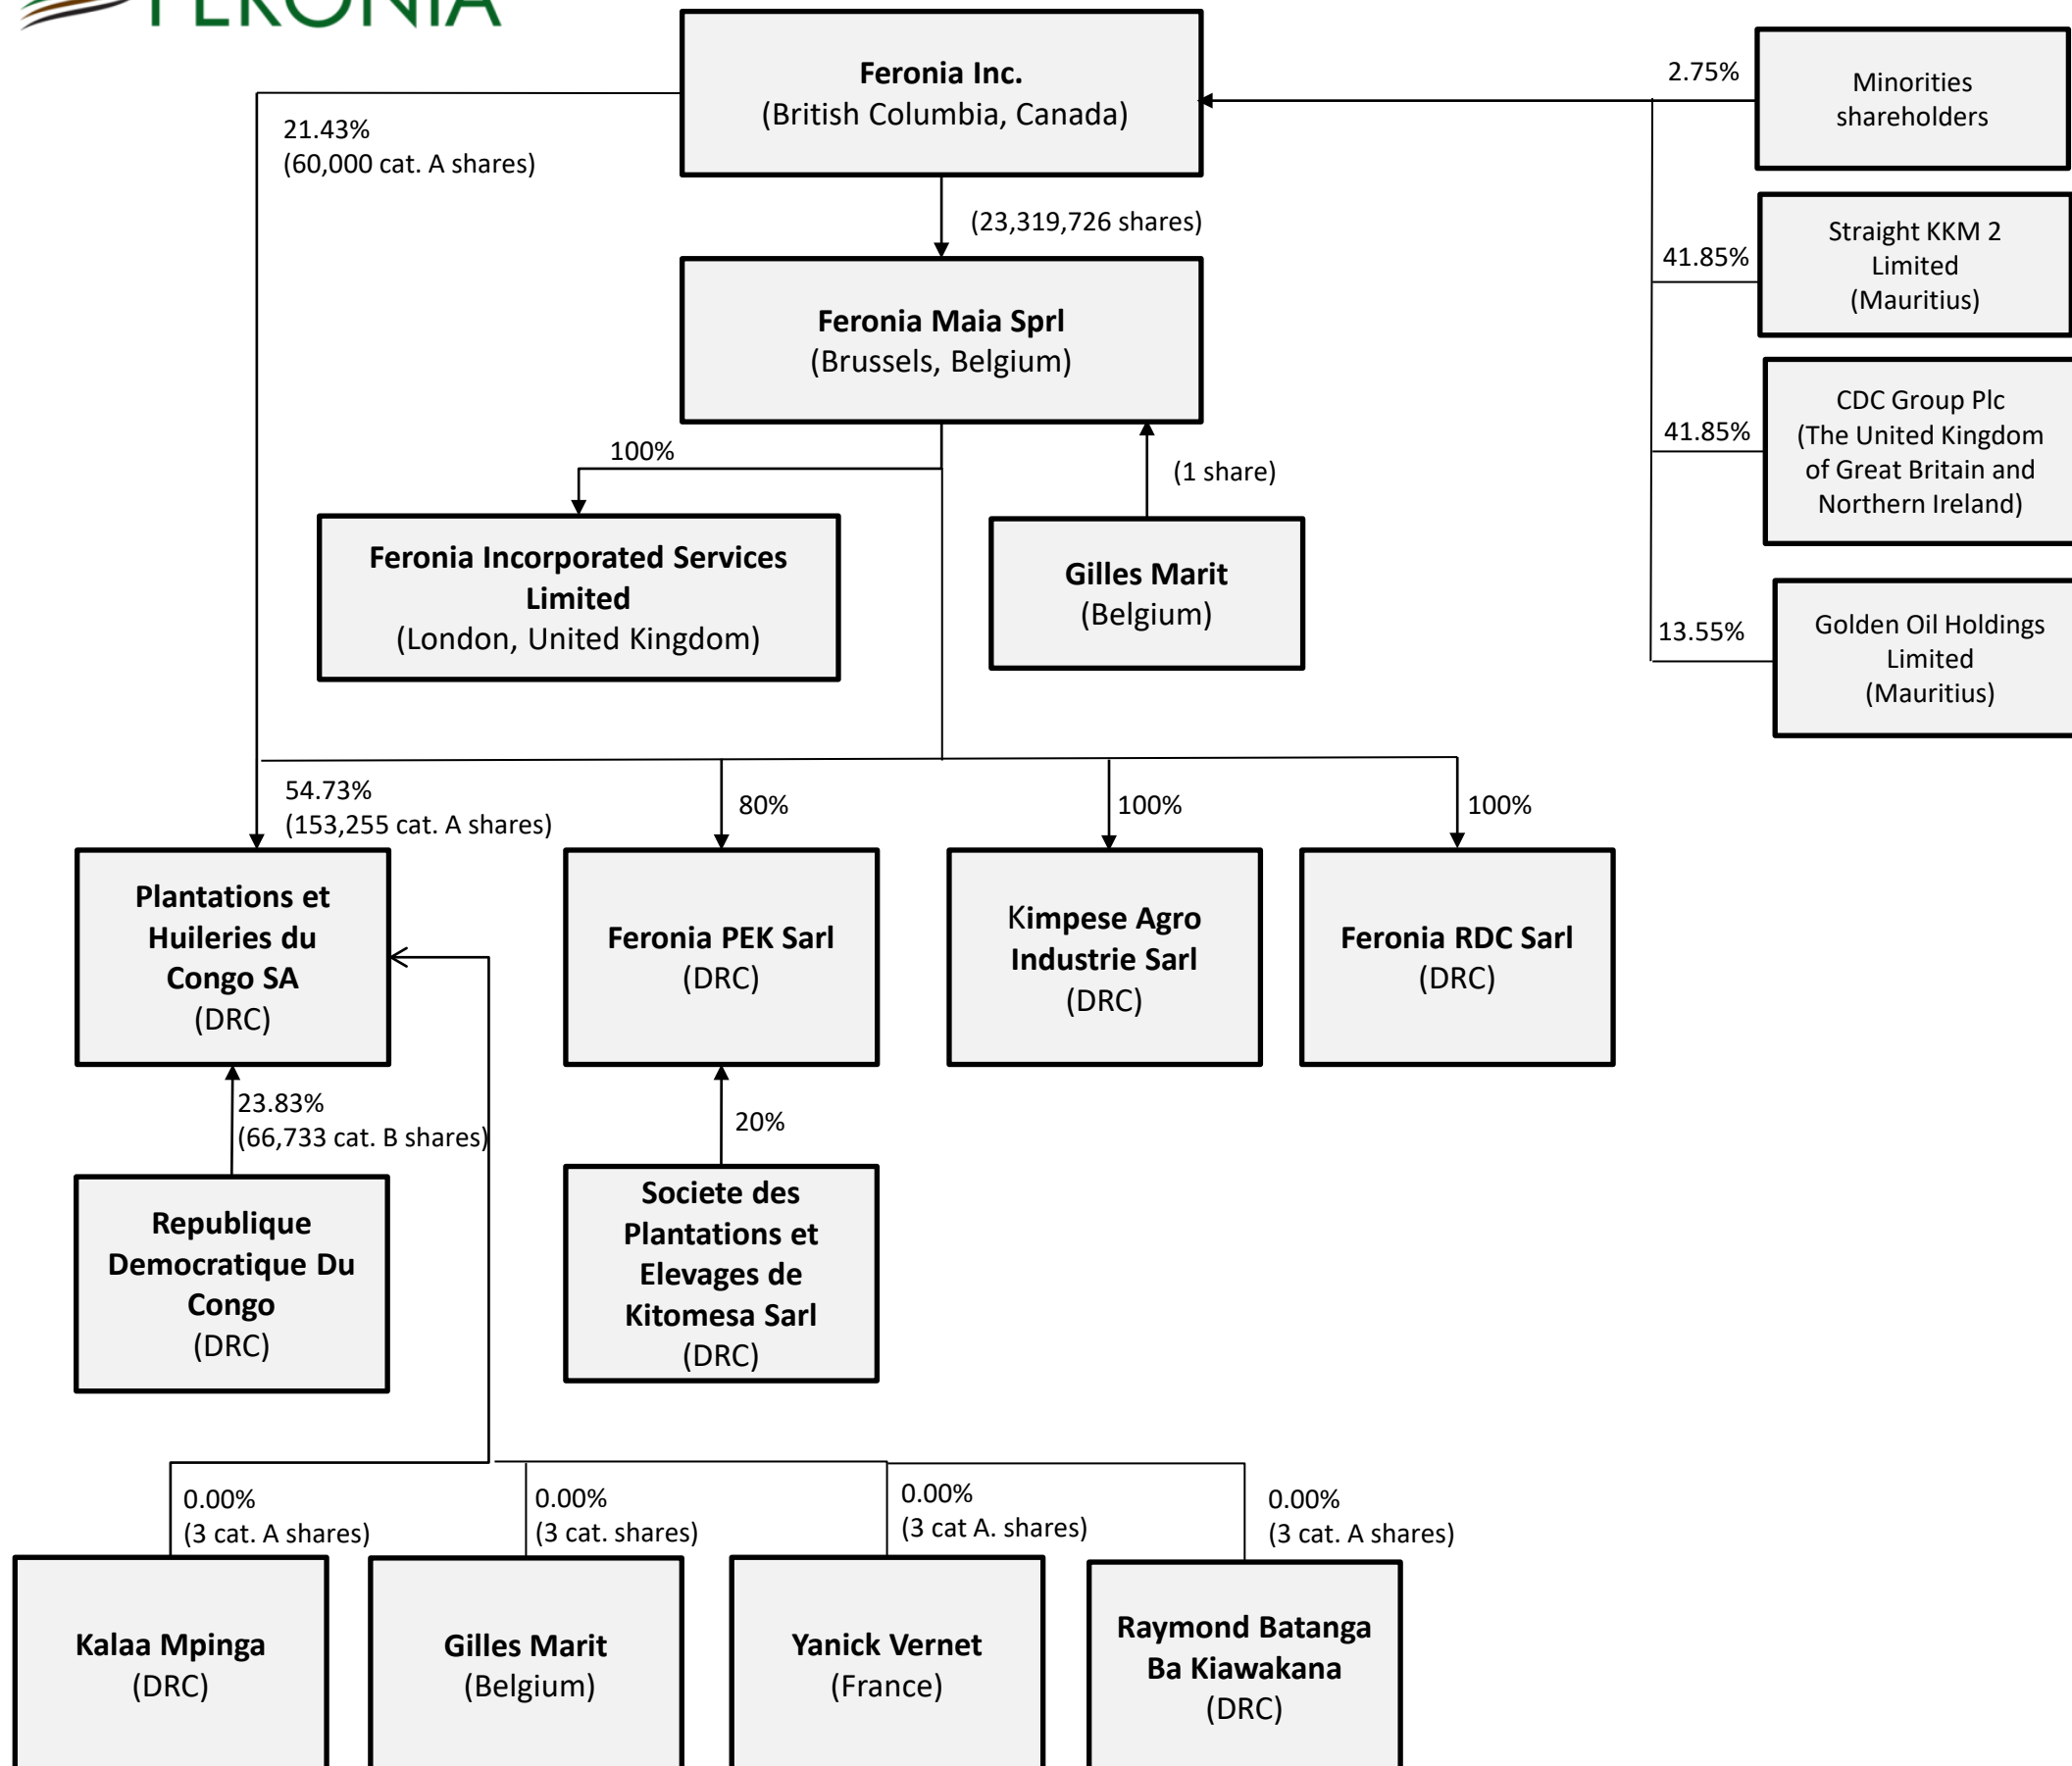 FERONIA
Feronia Inc.
(British Columbia, Canada)
2.75%
Minorities
shareholders
21.43%
(60,000 cat. A shares)
(23,319,726 shares)
Straight KKM 2
Limited
(Mauritius)
41.85%
Feronia Maia Sprl
(Brussels, Belgium)
CDC Group Plc
(The United Kingdom
of Great Britain and
Northern Ireland)
41.85%
100%
(1 share)
Feronia Incorporated Services
Limited
(London, United Kingdom)
Gilles Marit
(Belgium)
13.55%
Golden Oil Holdings
Limited
(Mauritius)
54.73%
(153,255 cat. A shares)
80%
100%
100%
Plantations et
Huileries du
Congo SA
(DRC)
Feronia PEK Sarl
(DRC)
Kimpese Agro
Industrie Sarl
(DRC)
Feronia RDC Sarl
(DRC)
23.83%
(66,733 cat. B shares)
20%
Republique
Democratique Du
Congo
(DRC)
Societe des
Plantations et
Elevages de
Kitomesa Sarl
(DRC)
0.00%
(3 cat. A shares)
0.00%
(3 cat. shares)
0.00%
(3 cat A. shares)
0.00%
(3 cat. A shares)
Kalaa Mpinga
(DRC)
Gilles Marit
(Belgium)
Yanick Vernet
(France)
Raymond Batanga
Ba Kiawakana
(DRC)